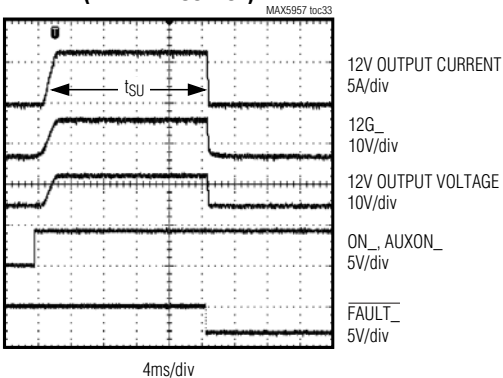 MAX5957 toc33
T
tSU
12V OUTPUT CURRENT
5A/div
12G_
10V/div
12V OUTPUT VOLTAGE
10V/div
ON_, AUXON_
5V/div
FAULT_
5V/div
4ms/div